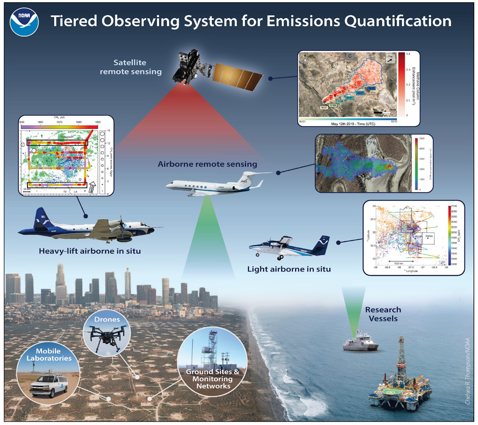 NOAA
Tiered Observing System for Emissions Quantification
Satellite
remote sensing
Airborne remote sensing
Heavy-lift airborne in situ
Light airborne in situ
Research
Vessels
Drones
Mobile
Laboratories
Ground Sites &
Monitoring
Networks